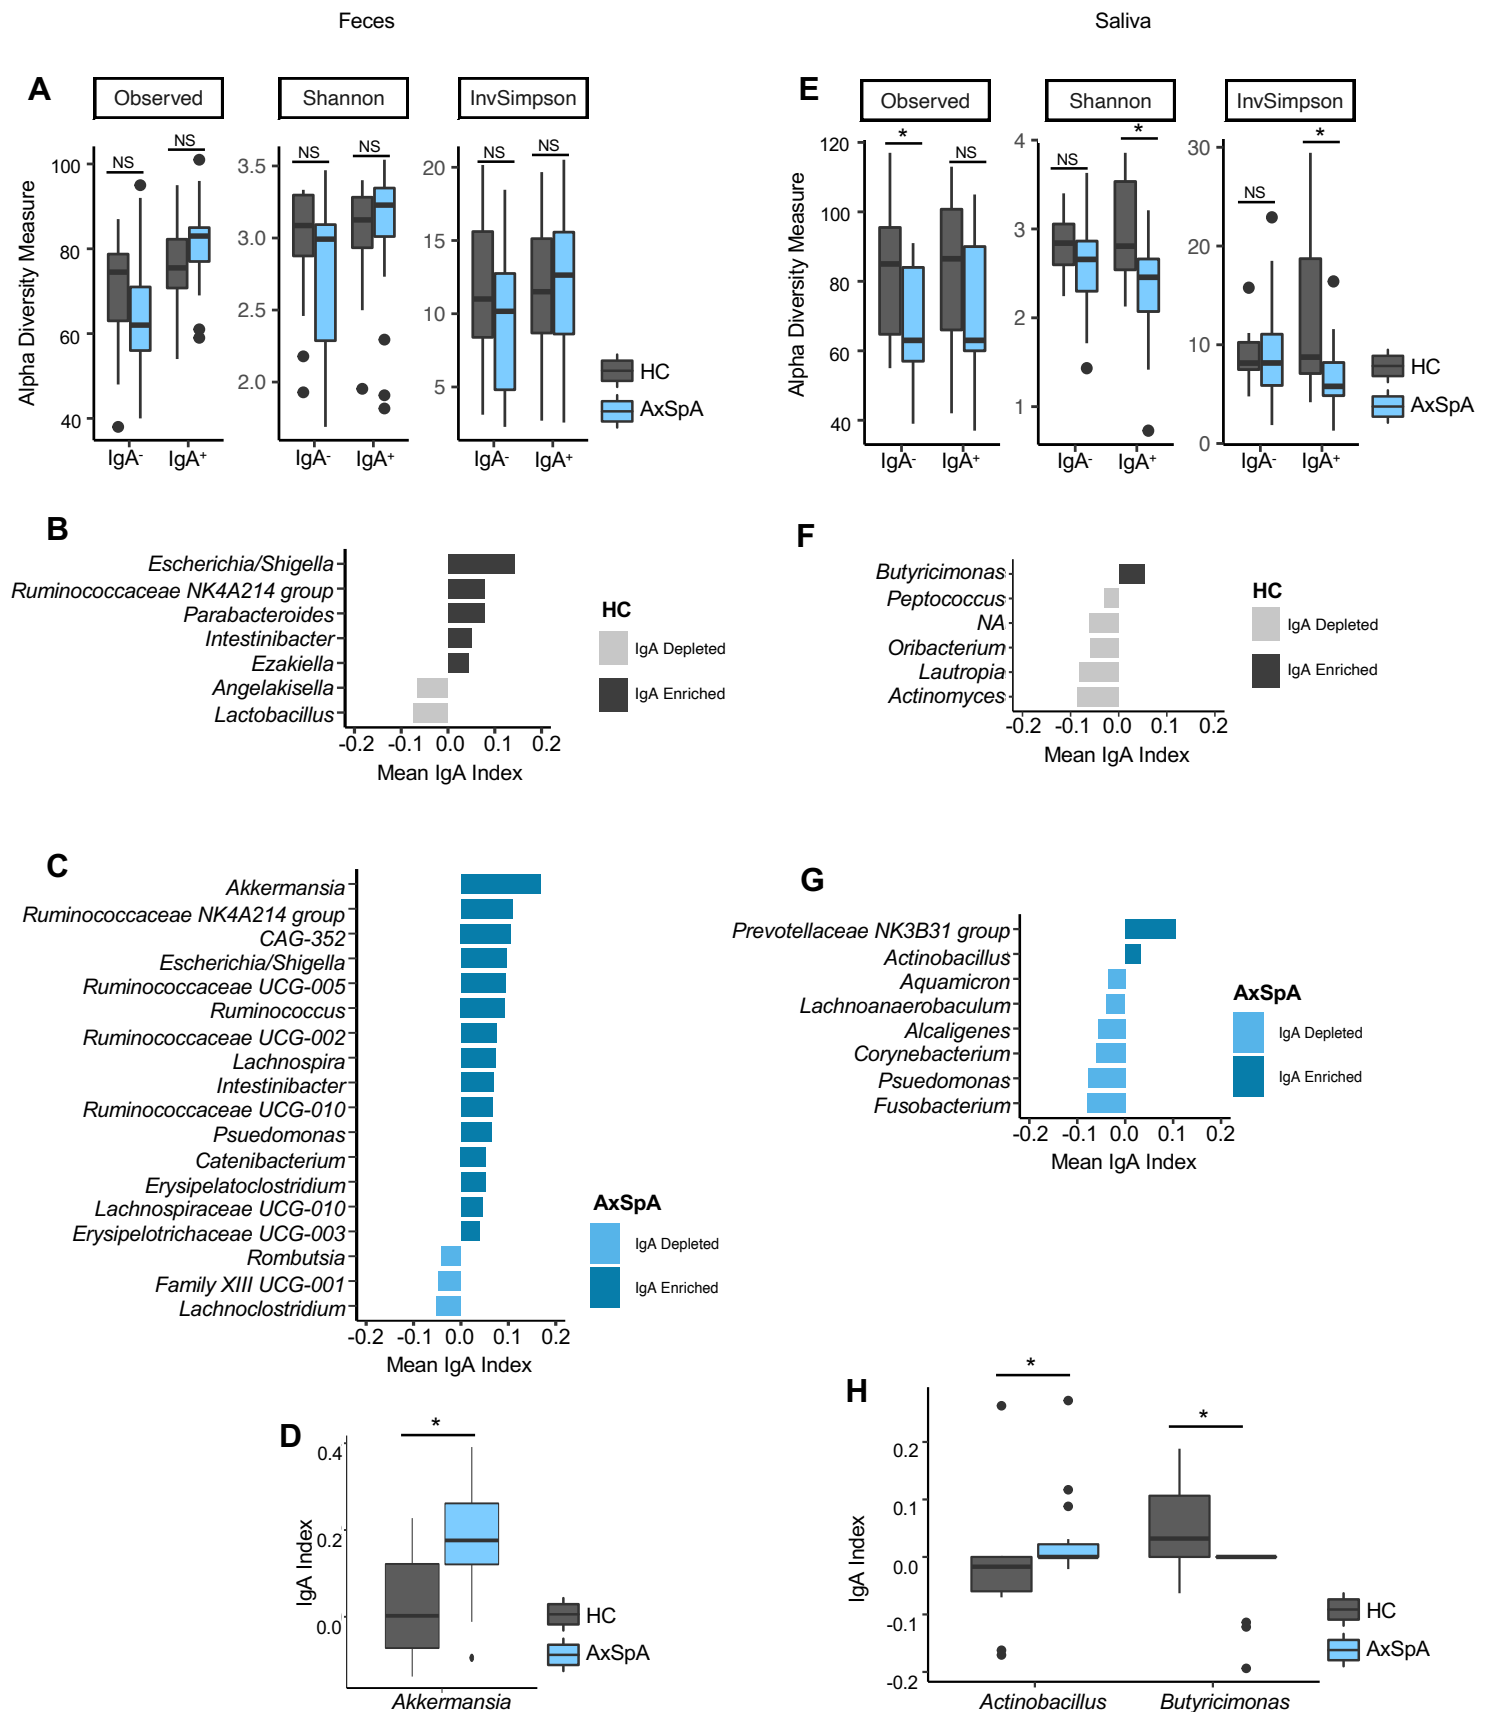 Feces
Saliva
A
Observed
Shannon
InvSimpson
Alpha Diversity Measure
NS
NS
NS
NS
NS
NS
100
80
60
40
3.5
3.0
2.5
2.0
20
15
10
5
IgA-
IgA+
IgA-
IgA+
IgA-
IgA+
HC
AxSpA
E
Observed
Shannon
InvSimpson
Alpha Diversity Measure
*
NS
NS
*
NS
*
120
100
80
60
40
4
3
2
1
30
20
10
0
IgA-
IgA+
IgA-
IgA+
IgA-
IgA+
HC
AxSpA
B
Escherichia/Shigella
Ruminococcaceae NK4A214 group
Parabacteroides
Intestinibacter
Ezakiella
Angelakisella
Lactobacillus
-0.2 -0.1 0.0 0.1 0.2
Mean IgA Index
HC
IgA Depleted
IgA Enriched
F
Butyricimonas
Peptococcus
NA
Oribacterium
Lautropia
Actinomyces
-0.2 -0.1 0.0 0.1 0.2
Mean IgA Index
HC
IgA Depleted
IgA Enriched
C
Akkermansia
Ruminococcaceae NK4A214 group
CAG-352
Escherichia/Shigella
Ruminococcaceae UCG-005
Ruminococcus
Ruminococcaceae UCG-002
Lachnospira
Intestinibacter
Ruminococcaceae UCG-010
Psuedomonas
Catenibacterium
Erysipelatoclostridium
Lachnospiraceae UCG-010
Erysipelotrichaceae UCG-003
Rombutsia
Family XIII UCG-001
Lachnoclostridium
-0.2 -0.1 0.0 0.1 0.2
Mean IgA Index
AxSpA
IgA Depleted
IgA Enriched
G
Prevotellaceae NK3B31 group
Actinobacillus
Aquamicron
Lachnoanaerobaculum
Alcaligenes
Corynebacterium
Psuedomonas
Fusobacterium
-0.2 -0.1 0.0 0.1 0.2
Mean IgA Index
AxSpA
IgA Depleted
IgA Enriched
D
*
0.4
0.2
0.0
IgA Index
Akkermansia
HC
AxSpA
H
*
*
0.2
0.1
0.0
-0.1
-0.2
IgA Index
Actinobacillus
Butyricimonas
HC
AxSpA